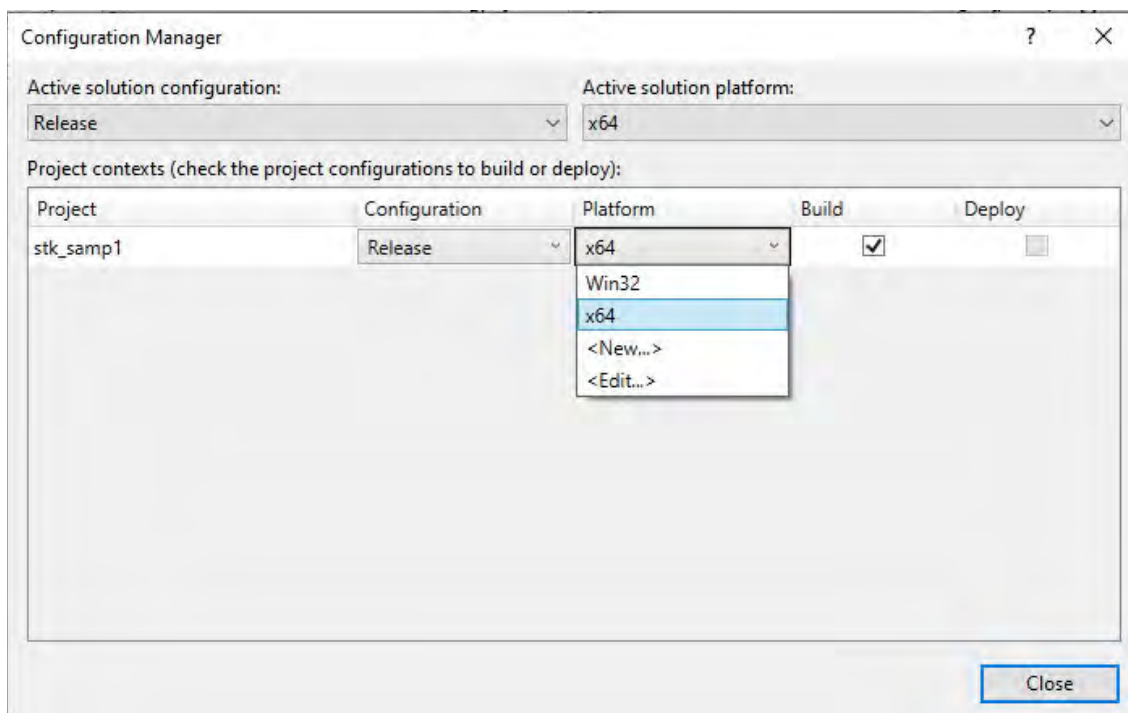 Configuration Manager
Active solution configuration: Active solution platform:
Release x64
Project contexts (check the project configurations to build or deploy):
Project Configuration Platform Build Deploy
stk_samp1 Release x64
Win32
x64
<New...>
<Edit...>
Close